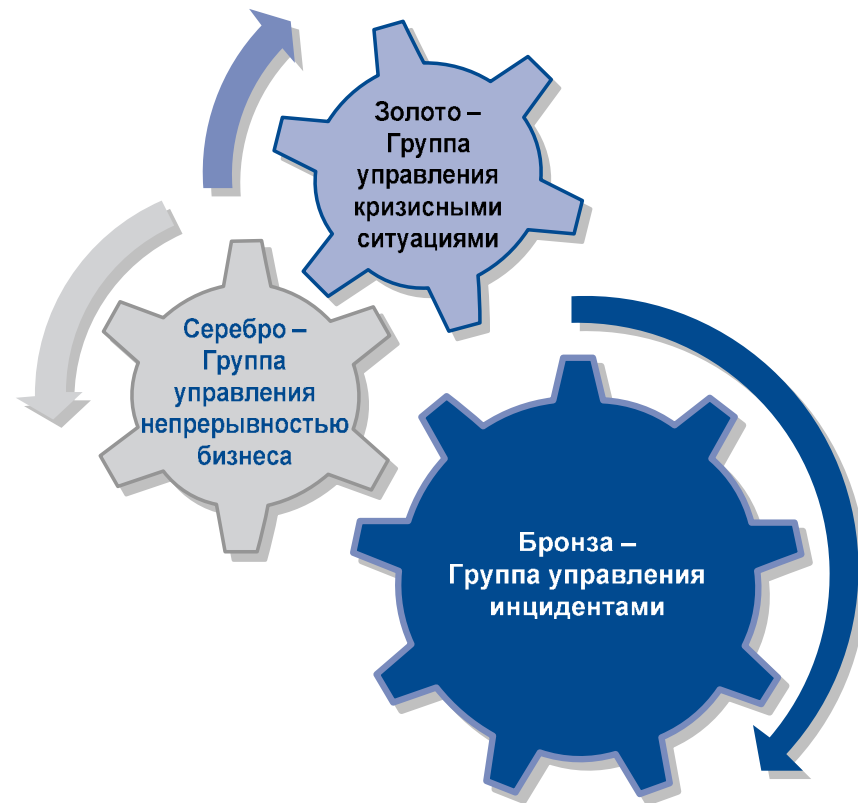 Золото –
Группа
управления
кризисными
ситуациями
Серебро –
Группа
управления
непрерывностью
бизнеса
Бронза –
Группа управления
инцидентами